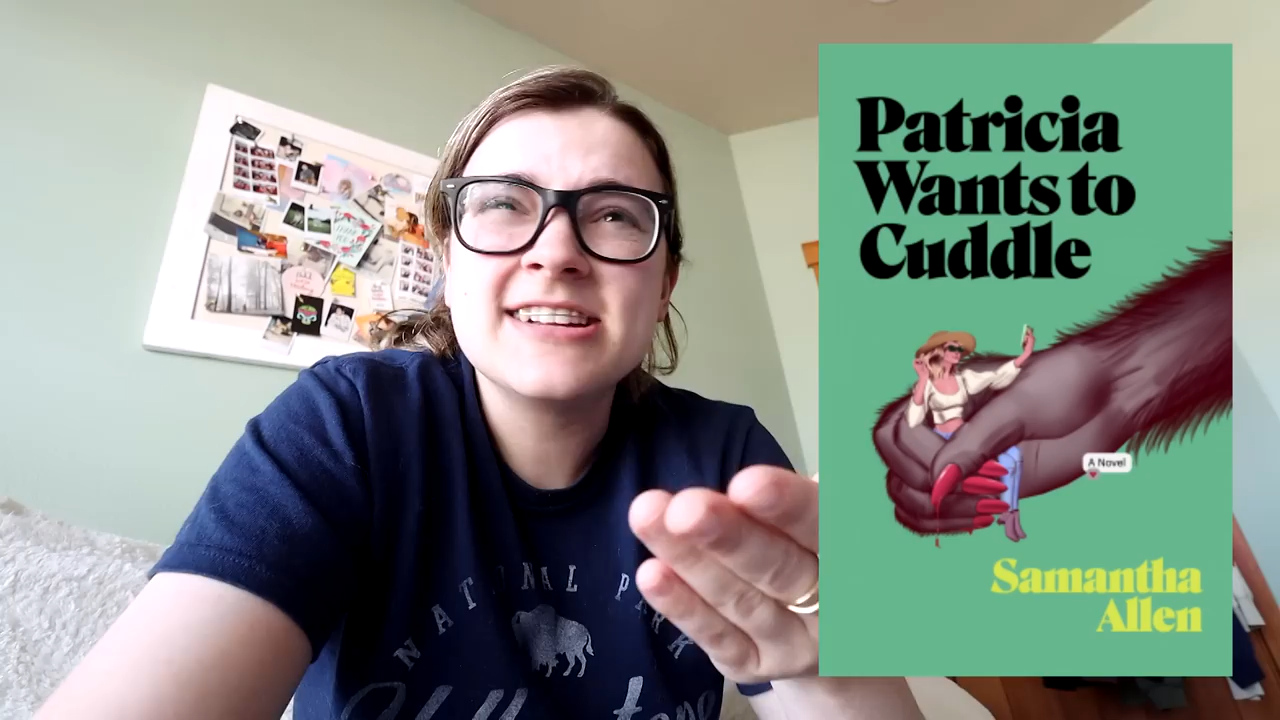 Patricia
Wants to
Cuddle
A Novel
Samantha
Allen
NATIONAL PARK